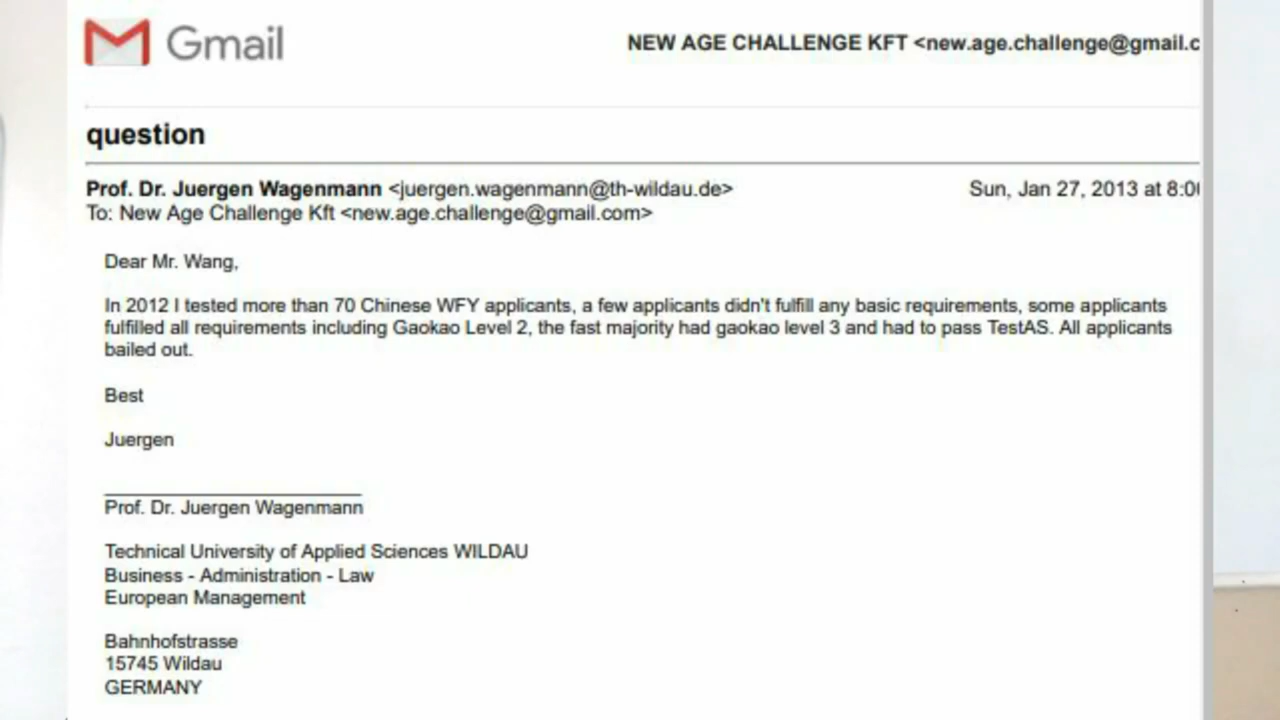 Gmail
NEW AGE CHALLENGE KFT <new.age.challenge@gmail.c
question
Prof. Dr. Juergen Wagenmann <juergen.wagenmann@th-wildau.de>
Sun, Jan 27, 2013 at 8:0
To: New Age Challenge Kft <new.age.challenge@gmail.com>
Dear Mr. Wang,
In 2012 I tested more than 70 Chinese WFY applicants, a few applicants didn't fulfill any basic requirements, some applicants
fulfilled all requirements including Gaokao Level 2, the fast majority had gaokao level 3 and had to pass TestAS. All applicants
bailed out.
Best
Juergen
Prof. Dr. Juergen Wagenmann
Technical University of Applied Sciences WILDAU
Business - Administration - Law
European Management
Bahnhofstrasse
15745 Wildau
GERMANY